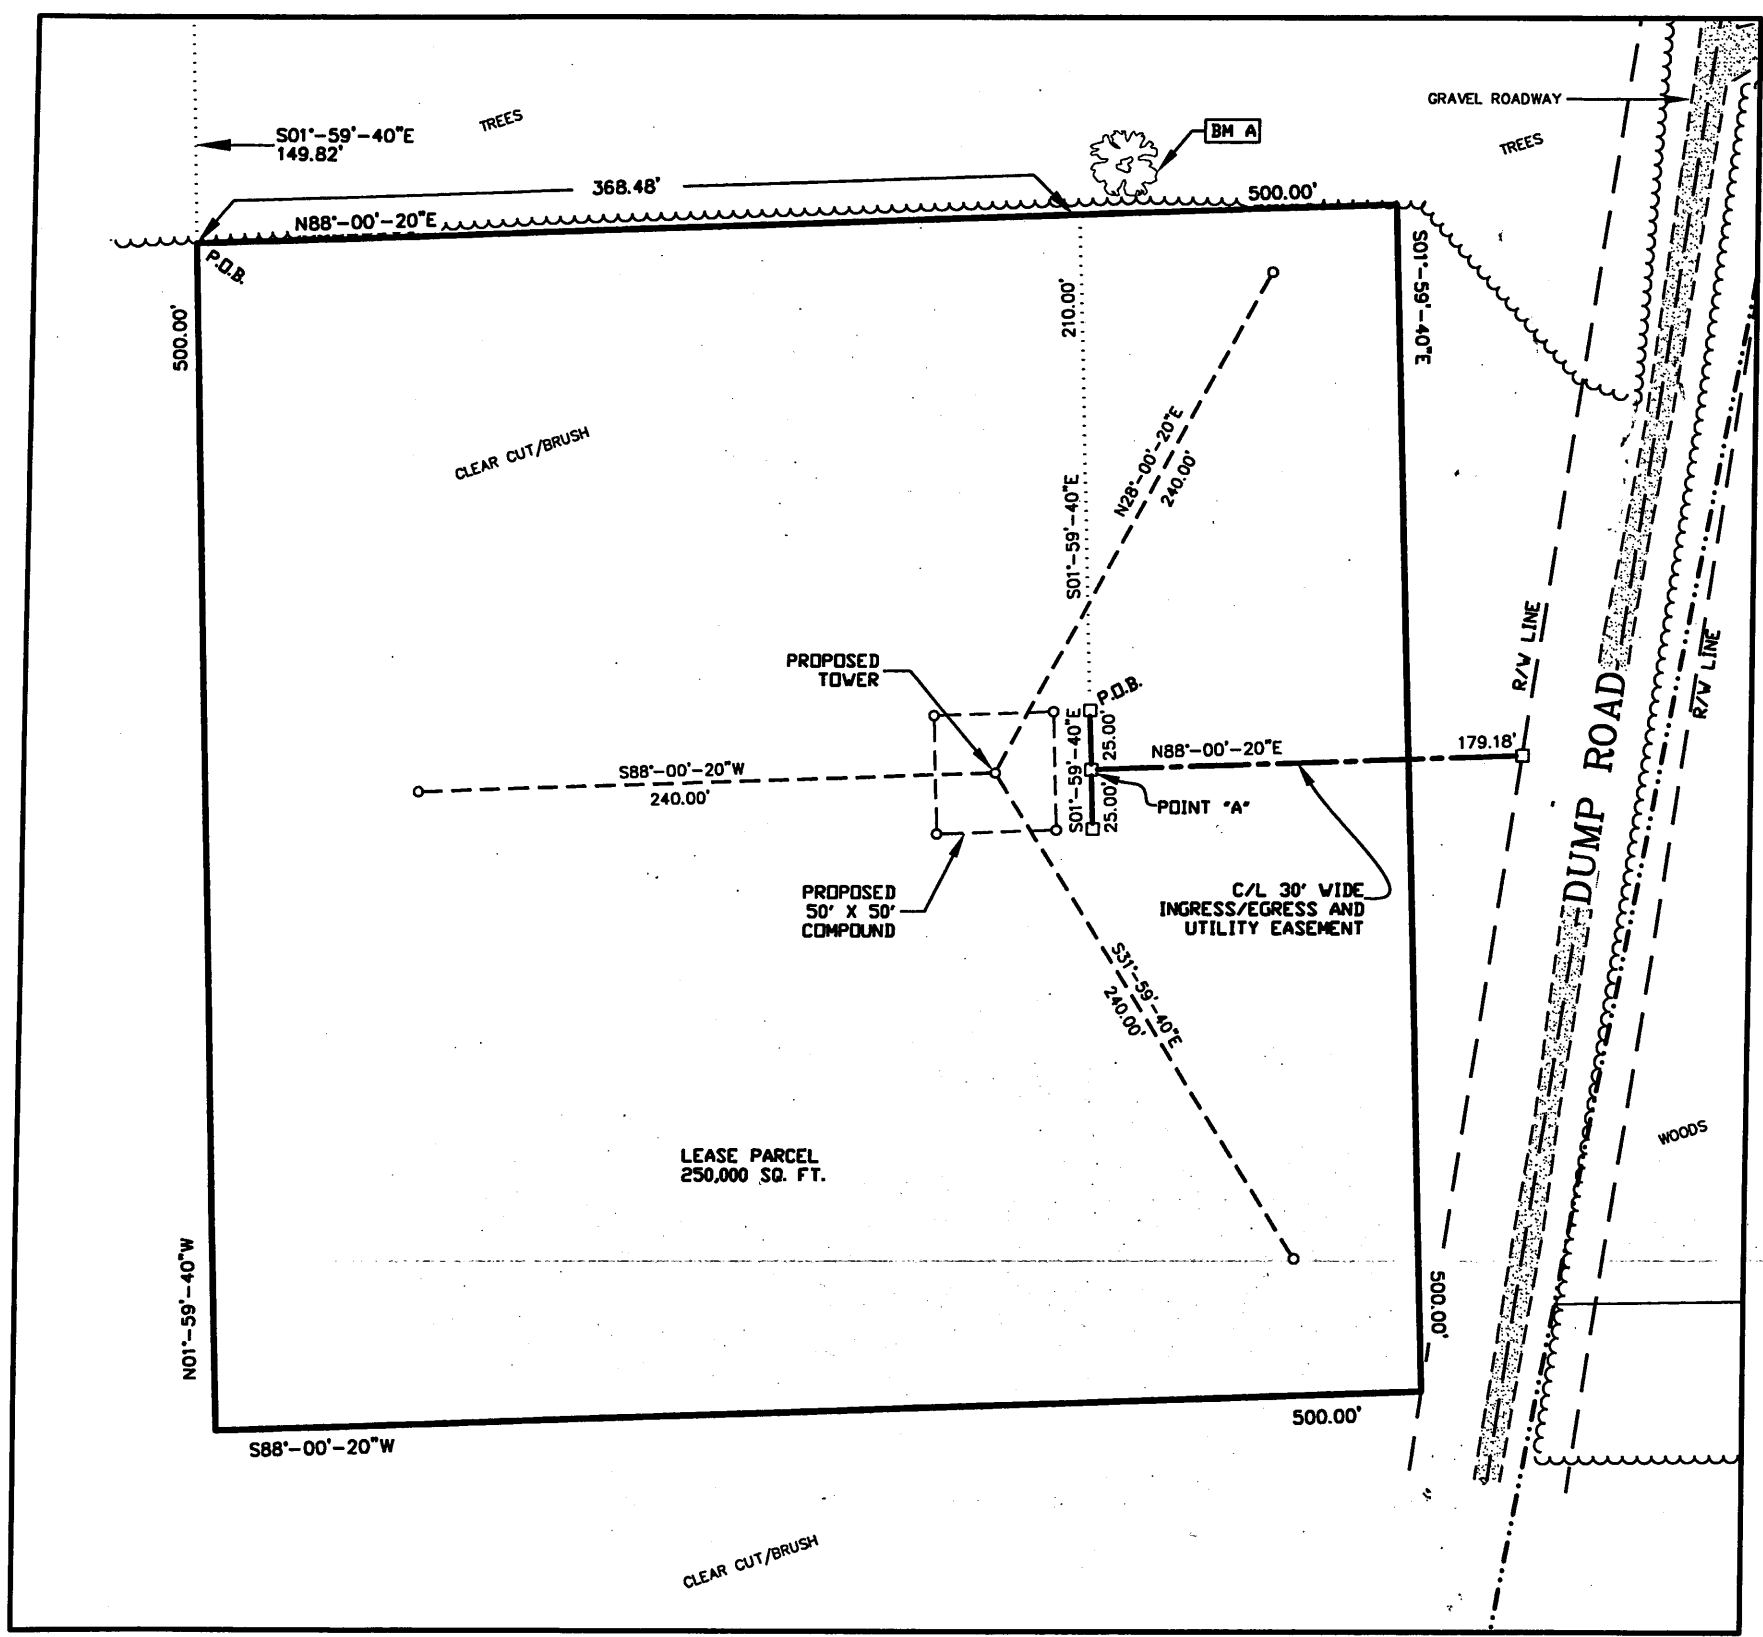 GRAVEL ROADWAY
TREES
S01°-59'-40"E
149.82'
BM A
TREES
368.48'
500.00'
N88°-00'-20"E
P.O.B.
S01°-59'-40"E
500.00'
210.00'
CLEAR CUT/BRUSH
N28°-00'-20"E
240.00'
S01°-59'-40"E
R/W LINE
R/W LINE
PROPOSED
TOWER
P.O.B.
DUMP ROAD
S01°-59'-40"E
25.00'
25.00'
N88°-00'-20"E
179.18'
S88°-00'-20"W
240.00'
POINT "A"
PROPOSED
50' X 50'
COMPOUND
C/L 30' WIDE
INGRESS/EGRESS AND
UTILITY EASEMENT
S31°-59'-40"E
240.00'
WOODS
LEASE PARCEL
250,000 SQ. FT.
N01°-59'-40"W
500.00'
500.00'
S88°-00'-20"W
CLEAR CUT/BRUSH